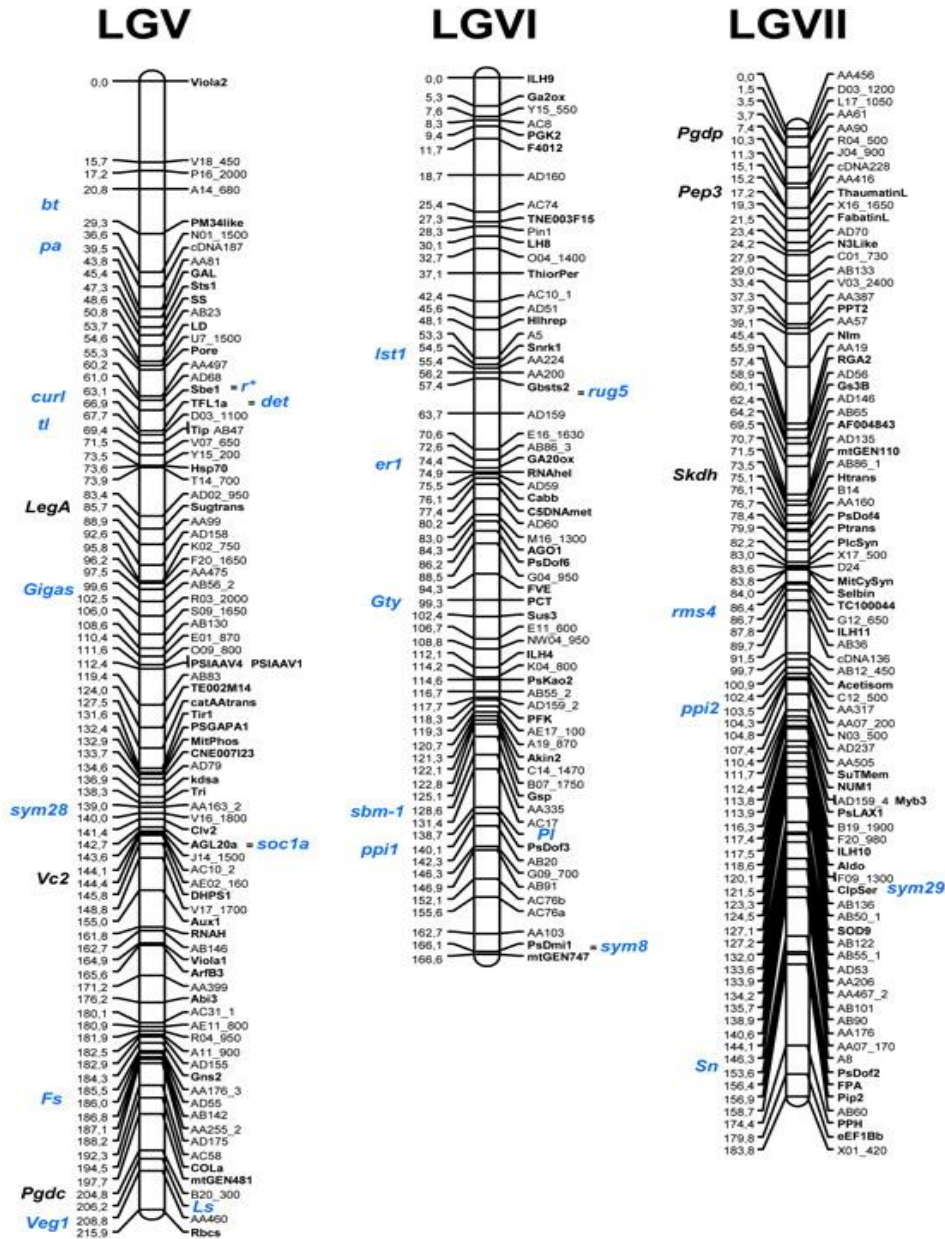 LGV
0,0 Viola2
15,7 V18_450
17,2 P16_2000
20,8 A14_680
bt
29,3 PM34like
36,6 N01_1500
pa 39,5 cDNA187
43,8 AA81
45,4 GAL
47,3 Sts1
48,6 SS
50,8 AB23
53,7 LD
54,6 U7_1500
55,3 Pore
60,2 AA497
61,0 AD68
63,1 Sbe1 = r*
curl 66,9 TFL1a = det
67,7 D03_1100
tl 69,4 Tip AB47
71,5 V07_650
73,5 Y15_200
73,6 Hsp70
73,9 T14_700
83,4 AD02_950
LegA 85,7 Sugtrans
88,9 AA99
92,6 AD158
95,8 K02_750
96,2 F20_1650
97,5 AA475
Gigas 99,6 AB56_2
102,5 R03_2000
106,0 S09_1650
108,6 AB130
110,4 E01_870
111,6 O09_800
112,4 PSIAAV4 PSIAAV1
119,4 AB83
124,0 TE002M14
127,5 catAAtrans
131,6 Tir1
132,4 PSGAPA1
132,9 MitPhos
133,7 CNE007I23
134,6 AD79
136,9 kdsa
138,3 Tri
sym28 139,0 AA163_2
140,0 V16_1800
141,4 Clv2
142,7 AGL20a = soc1a
143,6 J14_1500
Vc2 144,1 AC10_2
144,4 AE02_160
145,8 DHPS1
148,8 V17_1700
155,0 Aux1
161,8 RNAH
162,7 AB146
164,9 Viola1
165,6 ArfB3
171,2 AA399
176,2 Abi3
180,1 AC31_1
180,9 AE11_800
181,9 R04_950
182,5 A11_900
182,9 AD155
184,3 Gns2
185,5 AA176_3
Fs 186,0 AD55
186,8 AB142
187,1 AA255_2
188,2 AD175
192,3 AC58
194,5 COLa
197,7 mtGEN481
Pgdc 204,8 B20_300
206,2 Ls
Veg1 208,8 AA460
215,9 Rbcs
LGVI
0,0 ILH9
5,3 Ga2ox
7,6 Y15_550
8,3 AC8
9,4 PGK2
11,7 F4012
18,7 AD160
25,4 AC74
27,3 TNE003F15
28,3 Pin1
30,1 LH8
32,7 O04_1400
37,1 ThiorPer
42,4 AC10_1
45,6 AD51
48,1 Hlhrep
53,3 A5
lst1 54,5 Snrk1
55,4 AA224
56,2 AA200
57,4 Gbsts2 = rug5
63,7 AD159
70,6 E16_1630
72,6 AB86_3
er1 74,4 GA20ox
74,9 RNAhel
75,5 AD59
76,1 Cabb
77,4 C5DNAmet
80,2 AD60
83,0 M16_1300
84,3 AGO1
86,2 PsDof6
88,5 G04_950
94,3 FVE
Gty 99,3 PCT
102,4 Sus3
106,7 E11_600
108,8 NW04_950
112,1 ILH4
114,2 K04_800
114,6 PsKao2
116,7 AB55_2
117,7 AD159_2
118,3 PFK
119,3 AE17_100
120,7 A19_870
121,3 Akin2
122,1 C14_1470
122,8 B07_1750
125,1 Gsp
sbm-1 128,6 AA335
131,4 AC17
138,7 Pl
ppi1 140,1 PsDof3
142,3 AB20
146,3 G09_700
146,9 AB91
152,1 AC76b
155,6 AC76a
162,7 AA103
166,1 PsDmi1 = sym8
166,6 mtGEN747
LGVII
0,0 AA456
1,5 D03_1200
3,5 L17_1050
3,7 AA61
Pgdp 7,4 AA90
10,3 R04_500
11,3 J04_900
15,1 cDNA228
15,2 AA416
Pep3 17,2 ThaumatinL
19,3 X16_1650
21,5 FabatinL
23,4 AD70
24,2 N3Like
27,9 C01_730
29,0 AB133
33,4 V03_2400
37,3 AA387
37,9 PPT2
39,1 AA57
45,4 Nlm
55,9 AA19
57,4 RGA2
58,9 AD56
60,1 Gs3B
62,4 AD146
64,2 AB65
69,5 AF004843
70,7 AD135
71,5 mtGEN110
73,5 AB86_1
Skdh 75,1 Htrans
76,1 B14
76,7 AA160
78,4 PsDof4
79,9 Ptrans
82,2 PlcSyn
83,0 X17_500
83,6 D24
83,8 MitCySyn
84,0 Selbin
rms4 86,4 TC100044
86,7 G12_650
87,8 ILH11
89,7 AB36
91,5 cDNA136
99,7 AB12_450
100,9 Acetisom
102,4 C12_500
ppi2 103,5 AA317
104,3 AA07_200
104,8 N03_500
107,4 AD237
110,4 AA505
111,7 SuTMem
112,4 NUM1
113,8 AD159_4 Myb3
113,9 PsLAX1
116,3 B19_1900
117,4 F20_980
117,5 ILH10
118,6 Aldo
120,1 F09_1300
121,5 ClpSer sym29
123,3 AB136
124,5 AB50_1
127,1 SOD9
127,2 AB122
132,0 AB55_1
133,6 AD53
133,9 AA206
134,2 AA467_2
135,7 AB101
138,9 AB90
140,6 AA176
144,1 AA07_170
Sn 146,3 A8
153,6 PsDof2
156,4 FPA
156,9 Pip2
158,7 AB60
174,4 PPH
179,8 eEF1Bb
183,8 X01_420